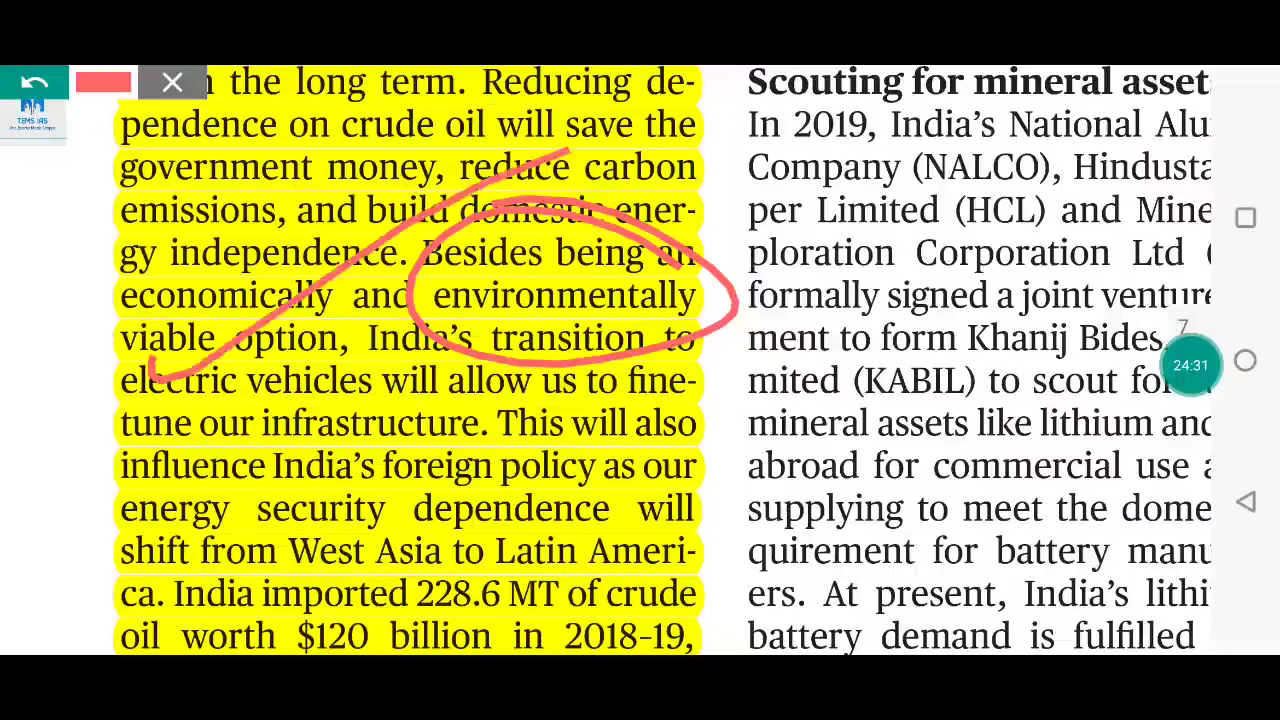 the long term. Reducing de-
pendence on crude oil will save the
government money, reduce carbon
emissions, and build domestic ener-
gy independence. Besides being an
economically and environmentally
viable option, India's transition to
electric vehicles will allow us to fine-
tune our infrastructure. This will also
influence India's foreign policy as our
energy security dependence will
shift from West Asia to Latin Ameri-
ca. India imported 228.6 MT of crude
oil worth $120 billion in 2018-19,
Scouting for mineral assets
In 2019, India's National Alu
Company (NALCO), Hindusta
per Limited (HCL) and Mine
ploration Corporation Ltd (
formally signed a joint venture
ment to form Khanij Bides
mited (KABIL) to scout fo
mineral assets like lithium and
abroad for commercial use a
supplying to meet the dome
quirement for battery manu
ers. At present, India's lithi
battery demand is fulfilled
TEMS IAS
7
24:31